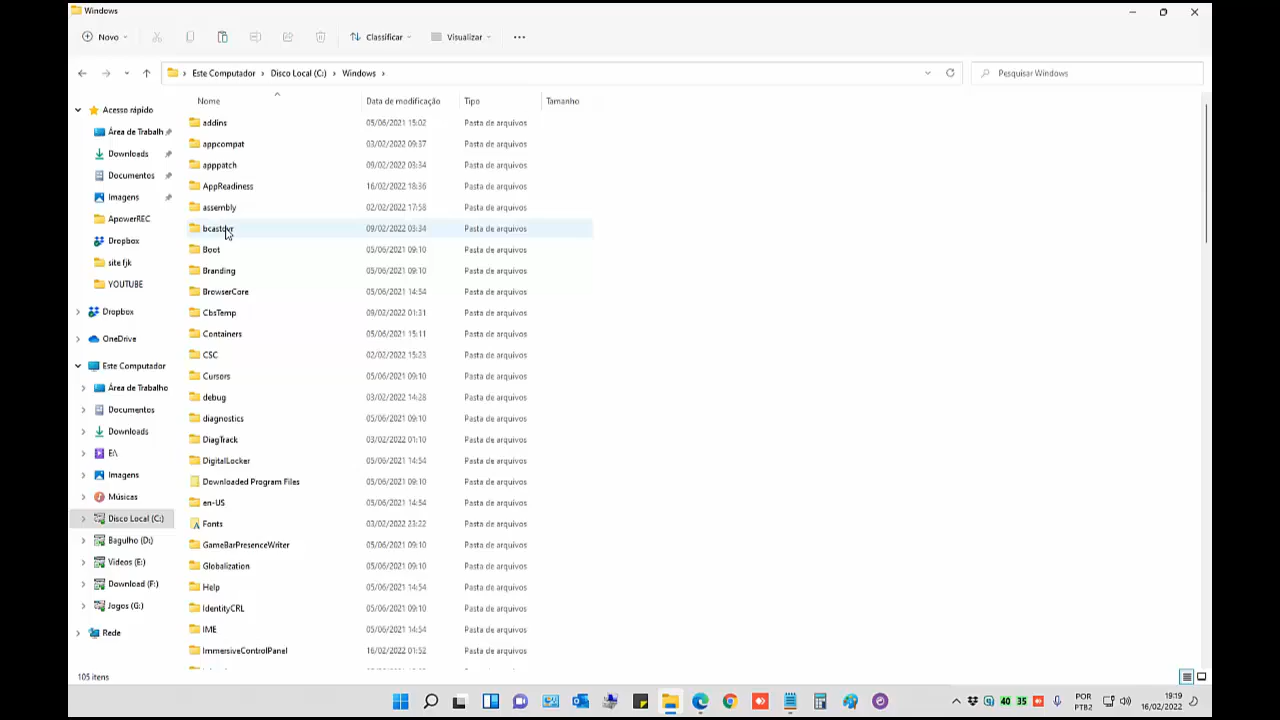 Windows
Novo
Classificar
Visualizar
Este Computador
Disco Local (C:)
Windows
Pesquisar Windows
Acesso rápido
Área de Trabalh
Downloads
Documentos
Imagens
ApowerREC
Dropbox
site fjk
YOUTUBE
Dropbox
OneDrive
Este Computador
Área de Trabalho
Documentos
Downloads
E:\
Imagens
Músicas
Disco Local (C:)
Bagulho (D:)
Videos (E:)
Download (F:)
Jogos (G:)
Rede
Nome Data de modificação Tipo Tamanho
addins 05/06/2021 15:02 Pasta de arquivos
appcompat 03/02/2022 09:37 Pasta de arquivos
apppatch 09/02/2022 03:34 Pasta de arquivos
AppReadiness 16/02/2022 18:36 Pasta de arquivos
assembly 02/02/2022 17:58 Pasta de arquivos
bcastdvr 09/02/2022 03:34 Pasta de arquivos
Boot 05/06/2021 09:10 Pasta de arquivos
Branding 05/06/2021 09:10 Pasta de arquivos
BrowserCore 05/06/2021 14:54 Pasta de arquivos
CbsTemp 09/02/2022 01:31 Pasta de arquivos
Containers 05/06/2021 15:11 Pasta de arquivos
CSC 02/02/2022 15:23 Pasta de arquivos
Cursors 05/06/2021 09:10 Pasta de arquivos
debug 03/02/2022 14:28 Pasta de arquivos
diagnostics 05/06/2021 09:10 Pasta de arquivos
DiagTrack 03/02/2022 01:10 Pasta de arquivos
DigitalLocker 05/06/2021 14:54 Pasta de arquivos
Downloaded Program Files 05/06/2021 09:10 Pasta de arquivos
en-US 05/06/2021 14:54 Pasta de arquivos
Fonts 03/02/2022 23:22 Pasta de arquivos
GameBarPresenceWriter 05/06/2021 09:10 Pasta de arquivos
Globalization 05/06/2021 09:10 Pasta de arquivos
Help 05/06/2021 14:54 Pasta de arquivos
IdentityCRL 05/06/2021 09:10 Pasta de arquivos
IME 05/06/2021 14:54 Pasta de arquivos
ImmersiveControlPanel 16/02/2022 01:52 Pasta de arquivos
105 itens
40 35
POR
PTB2
19:19
16/02/2022